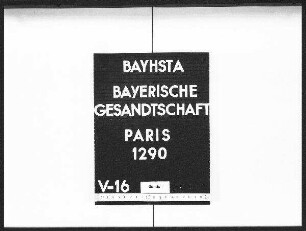 BAYHSTA
BAYERISCHE
GESANDTSCHAFT
PARIS
1290
V-16